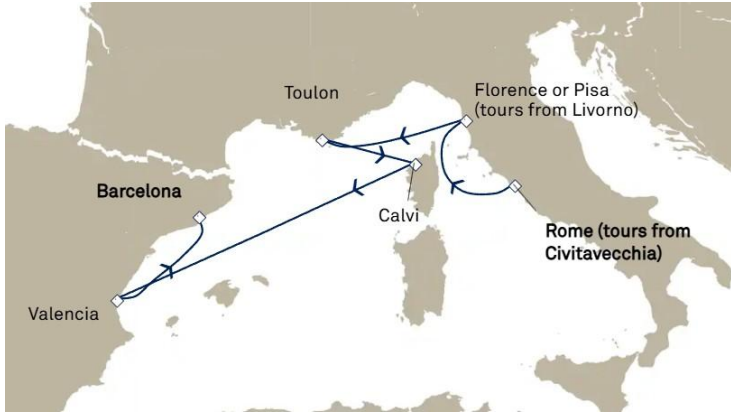 Toulon
Florence or Pisa
(tours from Livorno)
Barcelona
Calvi
Rome (tours from
Civitavecchia)
Valencia